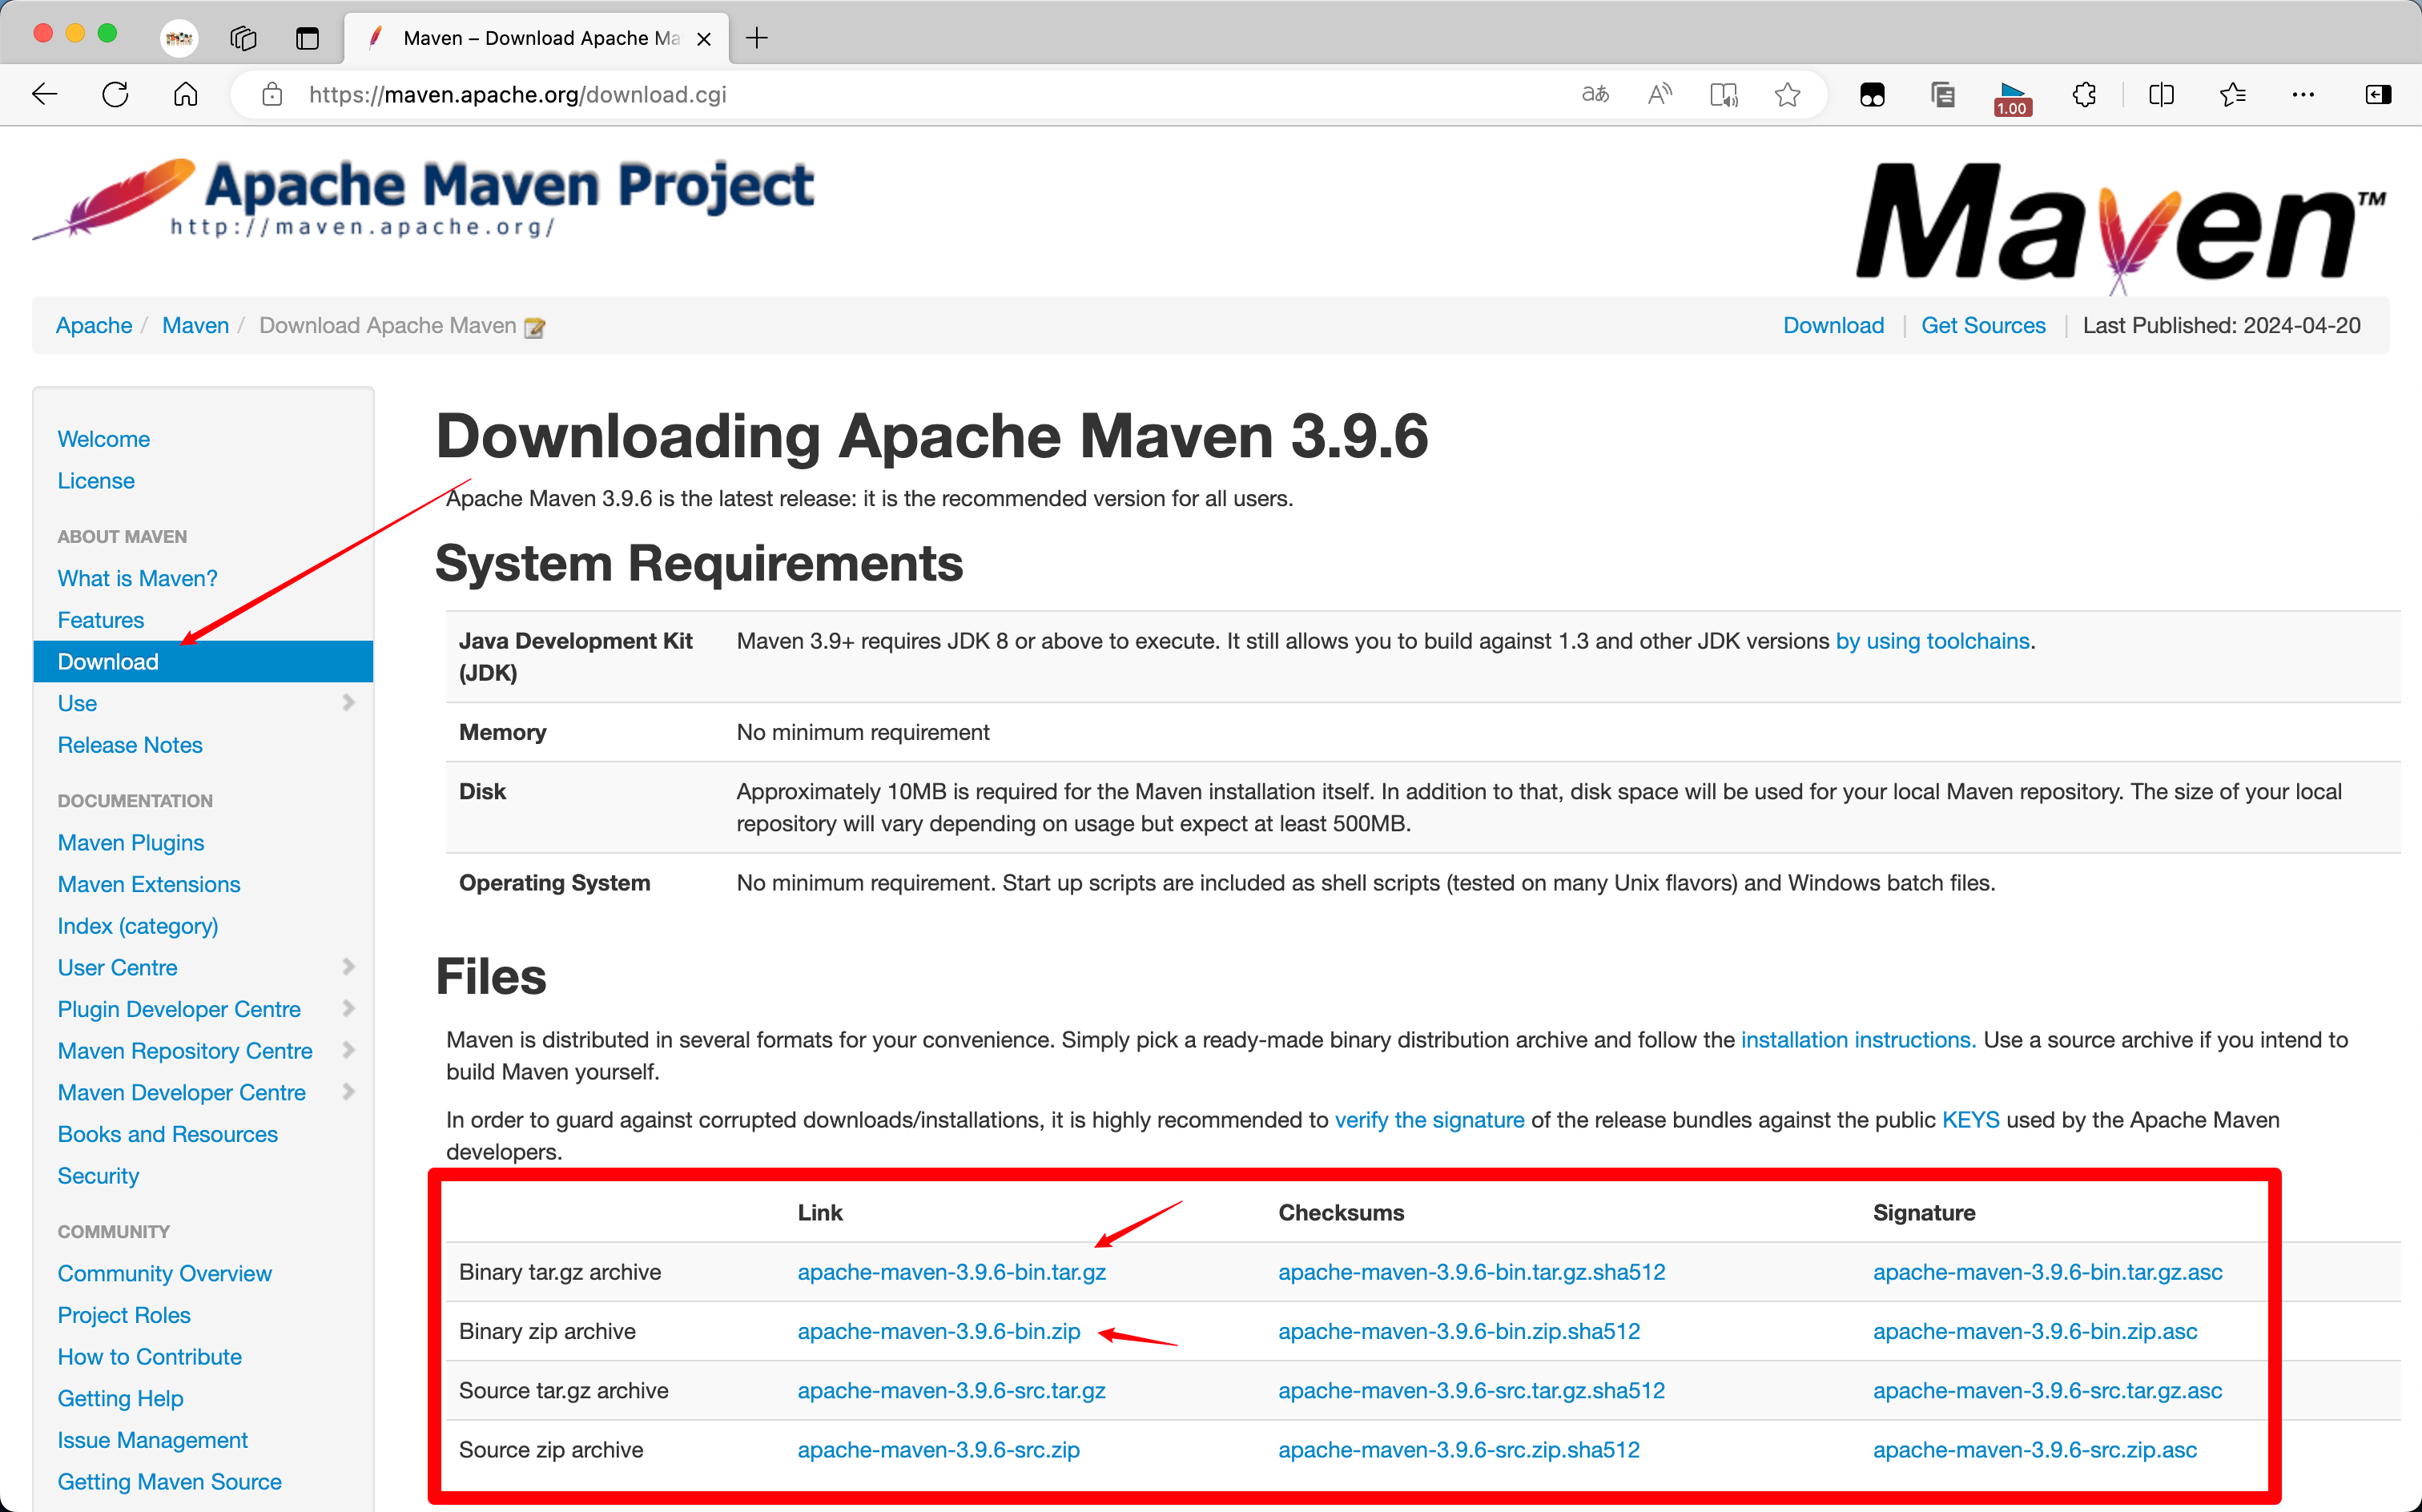 Maven – Download Apache Ma
https://maven.apache.org/download.cgi
1.00
Apache Maven Project
http://maven.apache.org/
Maven™
Apache / Maven / Download Apache Maven
Download | Get Sources | Last Published: 2024-04-20
Welcome
License
ABOUT MAVEN
What is Maven?
Features
Download
Use
Release Notes
DOCUMENTATION
Maven Plugins
Maven Extensions
Index (category)
User Centre
Plugin Developer Centre
Maven Repository Centre
Maven Developer Centre
Books and Resources
Security
COMMUNITY
Community Overview
Project Roles
How to Contribute
Getting Help
Issue Management
Getting Maven Source
Downloading Apache Maven 3.9.6
Apache Maven 3.9.6 is the latest release: it is the recommended version for all users.
System Requirements
Java Development Kit (JDK) Maven 3.9+ requires JDK 8 or above to execute. It still allows you to build against 1.3 and other JDK versions by using toolchains.
Memory No minimum requirement
Disk Approximately 10MB is required for the Maven installation itself. In addition to that, disk space will be used for your local Maven repository. The size of your local
repository will vary depending on usage but expect at least 500MB.
Operating System No minimum requirement. Start up scripts are included as shell scripts (tested on many Unix flavors) and Windows batch files.
Files
Maven is distributed in several formats for your convenience. Simply pick a ready-made binary distribution archive and follow the installation instructions. Use a source archive if you intend to
build Maven yourself.
In order to guard against corrupted downloads/installations, it is highly recommended to verify the signature of the release bundles against the public KEYS used by the Apache Maven
developers.
Link Checksums Signature
Binary tar.gz archive apache-maven-3.9.6-bin.tar.gz apache-maven-3.9.6-bin.tar.gz.sha512 apache-maven-3.9.6-bin.tar.gz.asc
Binary zip archive apache-maven-3.9.6-bin.zip apache-maven-3.9.6-bin.zip.sha512 apache-maven-3.9.6-bin.zip.asc
Source tar.gz archive apache-maven-3.9.6-src.tar.gz apache-maven-3.9.6-src.tar.gz.sha512 apache-maven-3.9.6-src.tar.gz.asc
Source zip archive apache-maven-3.9.6-src.zip apache-maven-3.9.6-src.zip.sha512 apache-maven-3.9.6-src.zip.asc